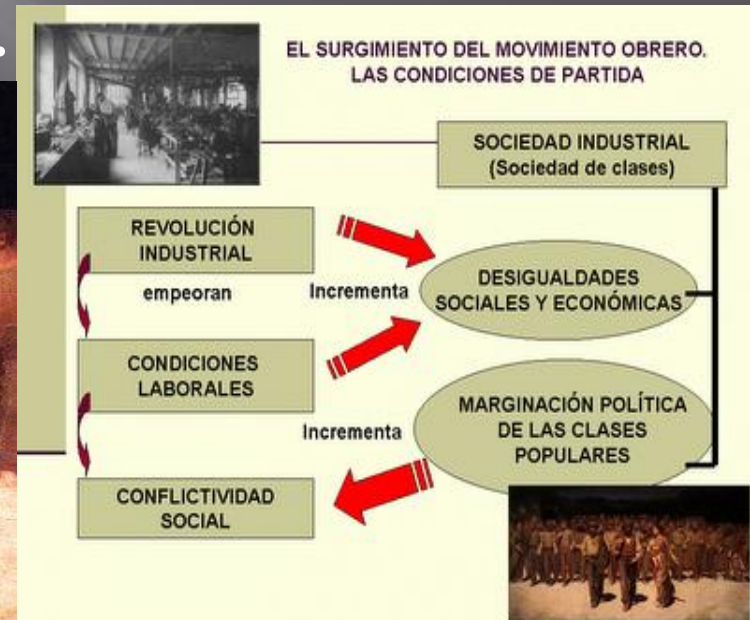 EL SURGIMIENTO DEL MOVIMIENTO OBRERO.
LAS CONDICIONES DE PARTIDA
SOCIEDAD INDUSTRIAL
(Sociedad de clases)
REVOLUCIÓN
INDUSTRIAL
empeoran
Incrementa
DESIGUALDADES
SOCIALES Y ECONÓMICAS
CONDICIONES
LABORALES
Incrementa
MARGINACIÓN POLÍTICA
DE LAS CLASES
POPULARES
CONFLICTIVIDAD
SOCIAL